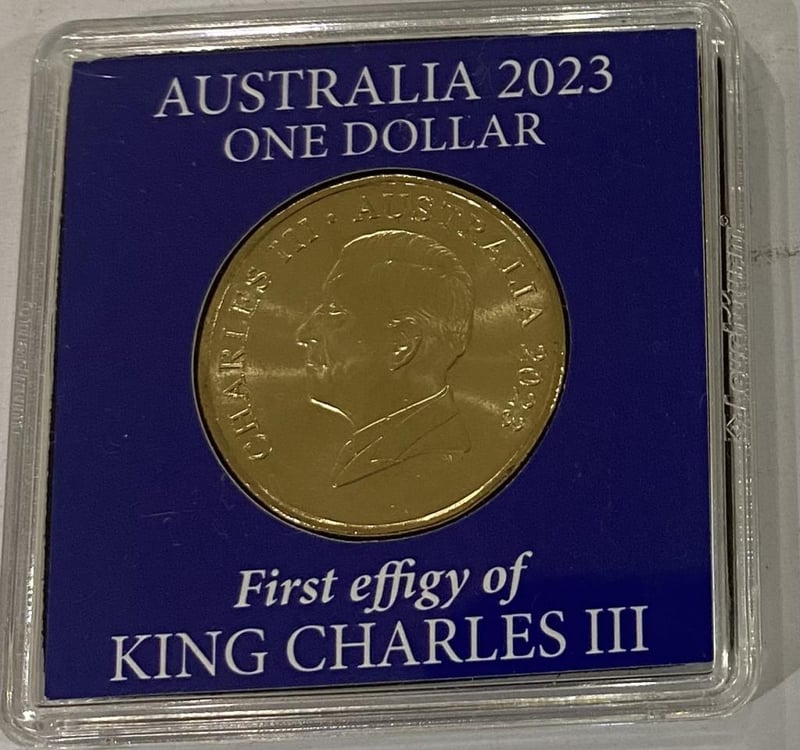 AUSTRALIA 2023
ONE DOLLAR
CHARLES III • AUSTRALIA 2023
First effigy of
KING CHARLES III